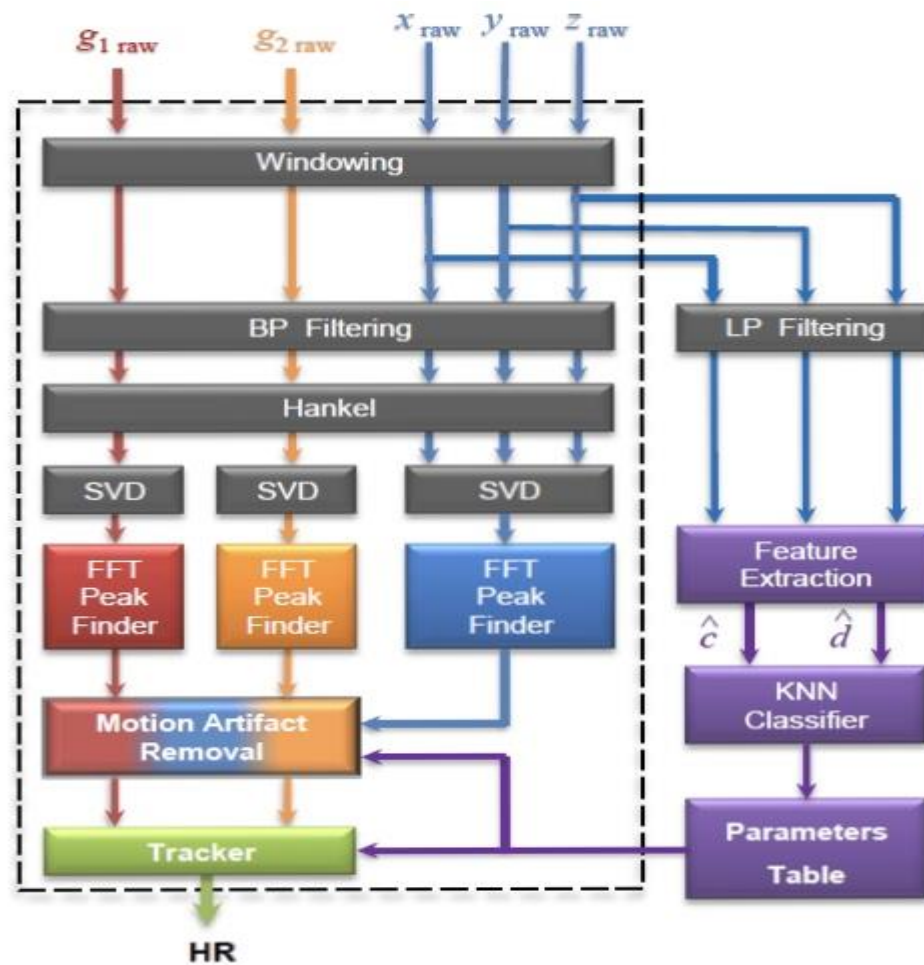 g1 raw g2 raw x raw y raw z raw
Windowing
BP Filtering
LP Filtering
Hankel
SVD SVD SVD
FFT
Peak
Finder
FFT
Peak
Finder
FFT
Peak
Finder
Feature
Extraction
ĉ d̂
KNN
Classifier
Motion Artifact
Removal
Parameters
Table
Tracker
HR